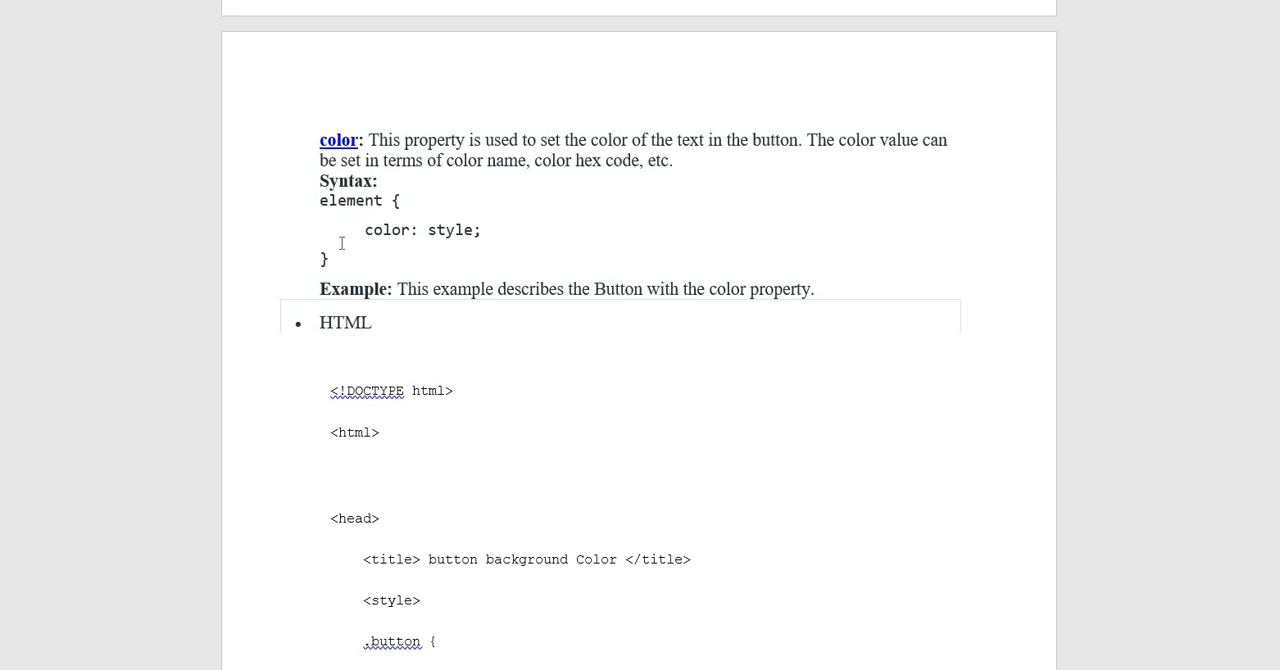 color: This property is used to set the color of the text in the button. The color value can
be set in terms of color name, color hex code, etc.
Syntax:
element {
color: style;
}
Example: This example describes the Button with the color property.
• HTML
<!DOCTYPE html>
<html>
<head>
<title> button background Color </title>
<style>
.button {